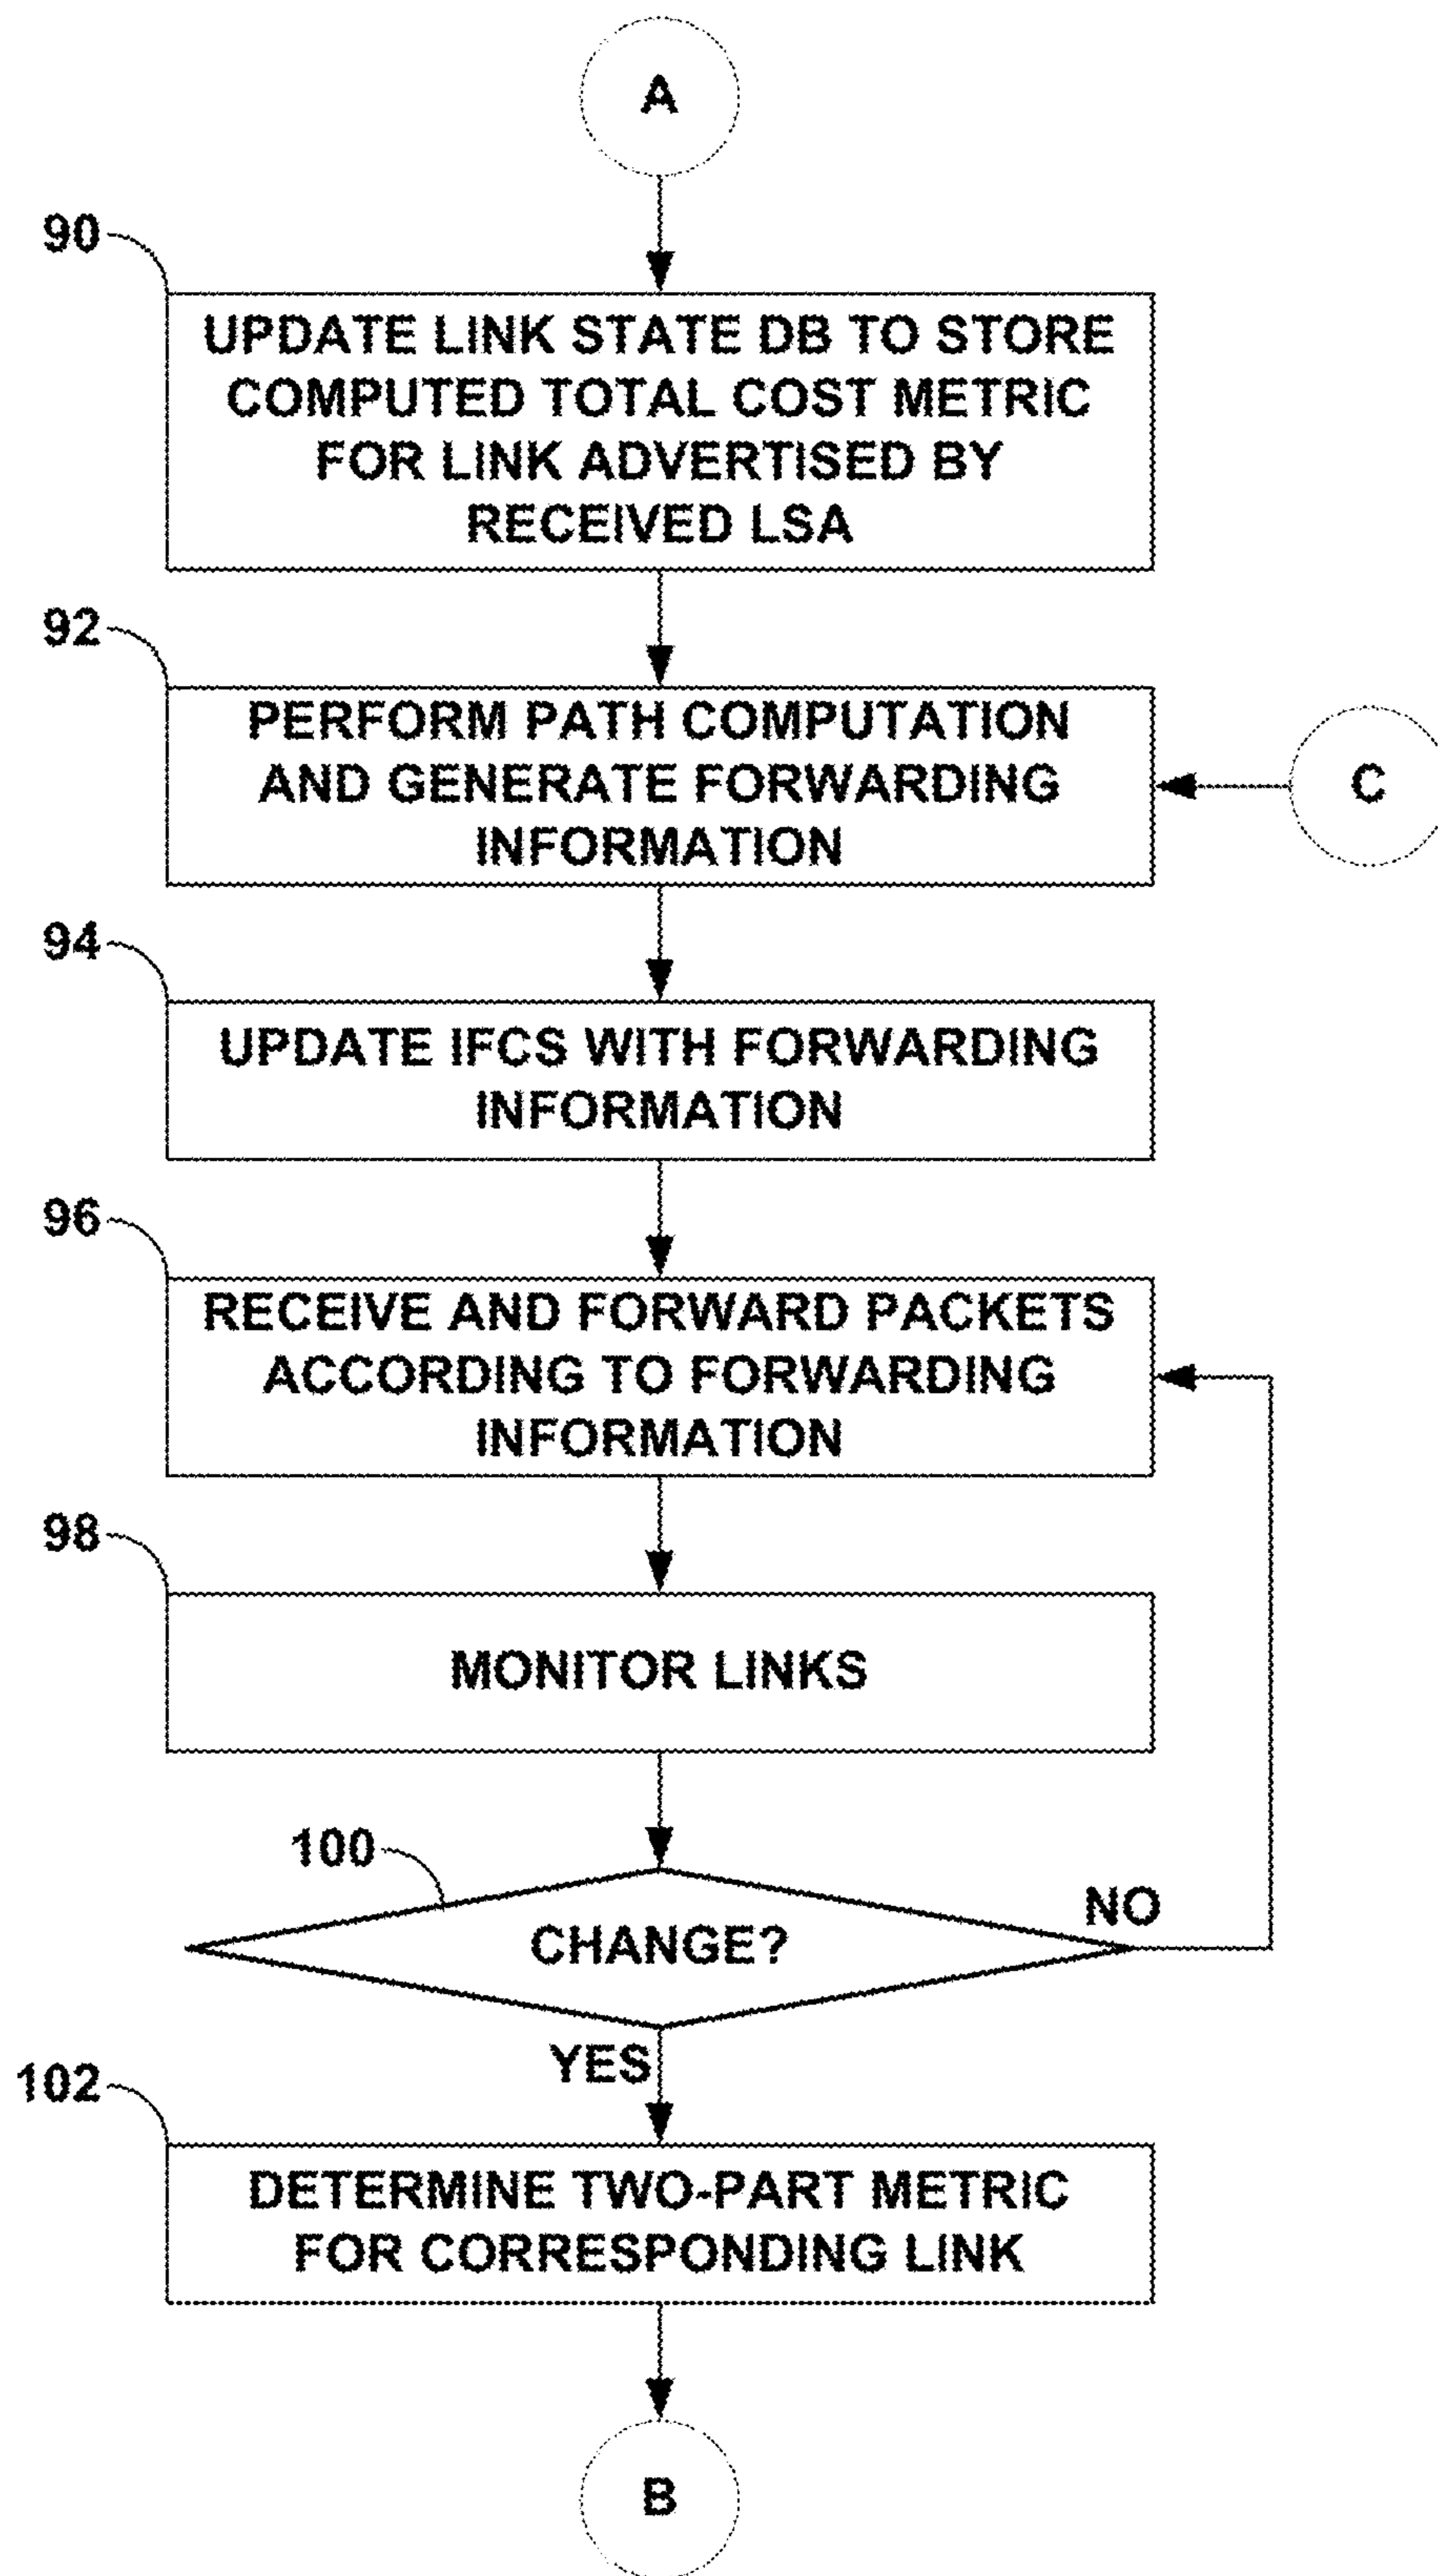 A
90
UPDATE LINK STATE DB TO STORE
COMPUTED TOTAL COST METRIC
FOR LINK ADVERTISED BY
RECEIVED LSA
92
PERFORM PATH COMPUTATION
AND GENERATE FORWARDING
INFORMATION
C
94
UPDATE IFCS WITH FORWARDING
INFORMATION
96
RECEIVE AND FORWARD PACKETS
ACCORDING TO FORWARDING
INFORMATION
98
MONITOR LINKS
100
CHANGE?
NO
YES
102
DETERMINE TWO-PART METRIC
FOR CORRESPONDING LINK
B